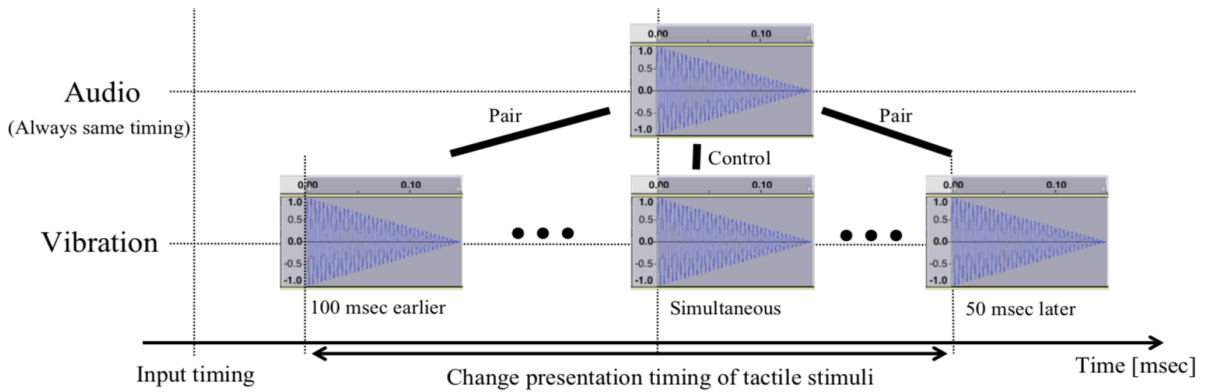 0.00 0.10
1.0
0.5
0.0
-0.5
-1.0
Audio
(Always same timing)
Pair
Pair
Control
0.00 0.10
1.0
0.5
0.0
-0.5
-1.0
0.00 0.10
1.0
0.5
0.0
-0.5
-1.0
0.00 0.10
1.0
0.5
0.0
-0.5
-1.0
Vibration
100 msec earlier
Simultaneous
50 msec later
Input timing
Change presentation timing of tactile stimuli
Time [msec]